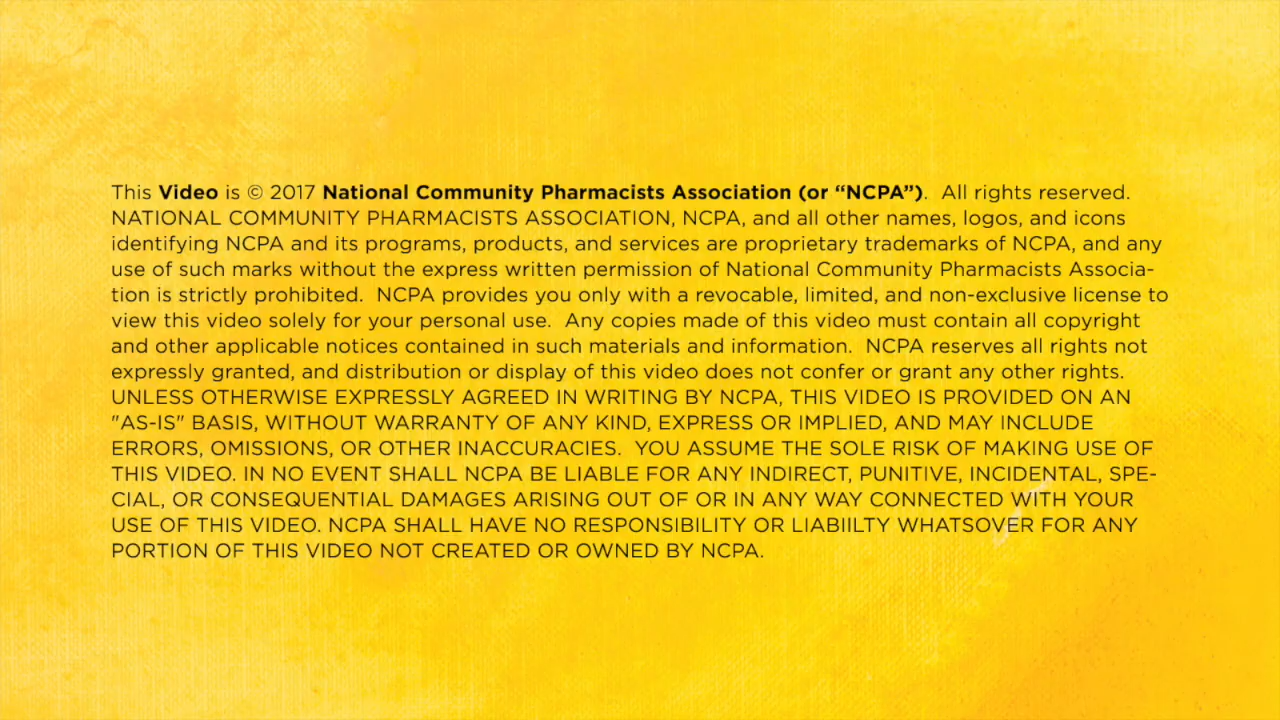 This Video is © 2017 National Community Pharmacists Association (or “NCPA”).  All rights reserved.
NATIONAL COMMUNITY PHARMACISTS ASSOCIATION, NCPA, and all other names, logos, and icons
identifying NCPA and its programs, products, and services are proprietary trademarks of NCPA, and any
use of such marks without the express written permission of National Community Pharmacists Associa-
tion is strictly prohibited.  NCPA provides you only with a revocable, limited, and non-exclusive license to
view this video solely for your personal use.  Any copies made of this video must contain all copyright
and other applicable notices contained in such materials and information.  NCPA reserves all rights not
expressly granted, and distribution or display of this video does not confer or grant any other rights.
UNLESS OTHERWISE EXPRESSLY AGREED IN WRITING BY NCPA, THIS VIDEO IS PROVIDED ON AN
"AS-IS" BASIS, WITHOUT WARRANTY OF ANY KIND, EXPRESS OR IMPLIED, AND MAY INCLUDE
ERRORS, OMISSIONS, OR OTHER INACCURACIES.  YOU ASSUME THE SOLE RISK OF MAKING USE OF
THIS VIDEO. IN NO EVENT SHALL NCPA BE LIABLE FOR ANY INDIRECT, PUNITIVE, INCIDENTAL, SPE-
CIAL, OR CONSEQUENTIAL DAMAGES ARISING OUT OF OR IN ANY WAY CONNECTED WITH YOUR
USE OF THIS VIDEO. NCPA SHALL HAVE NO RESPONSIBILITY OR LIABIILTY WHATSOVER FOR ANY
PORTION OF THIS VIDEO NOT CREATED OR OWNED BY NCPA.